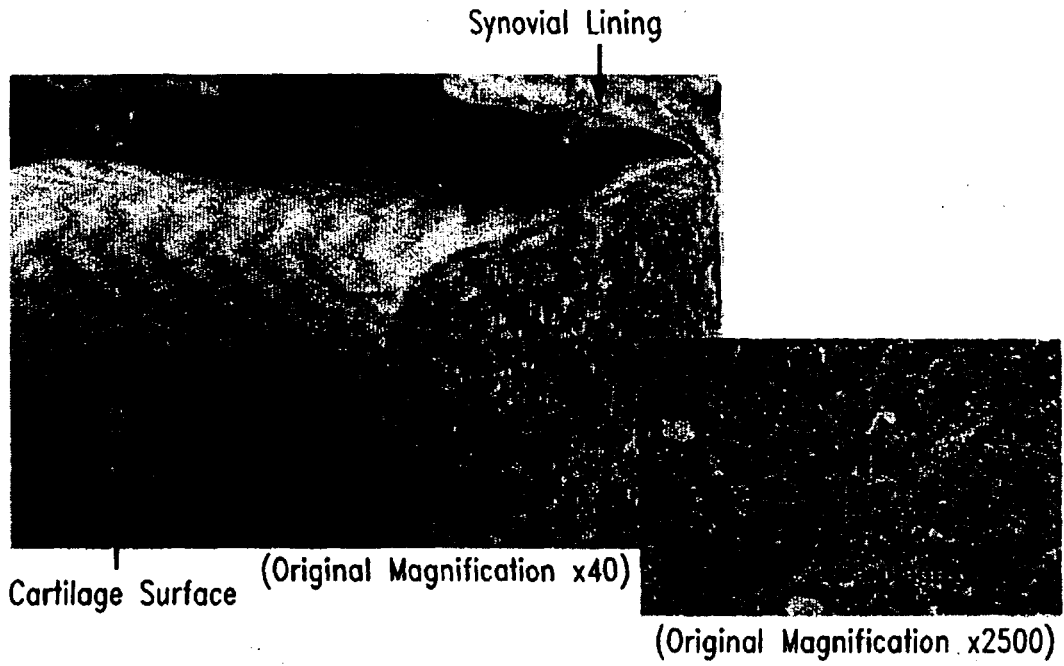 Synovial Lining
Cartilage Surface
(Original Magnification x40)
(Original Magnification x2500)